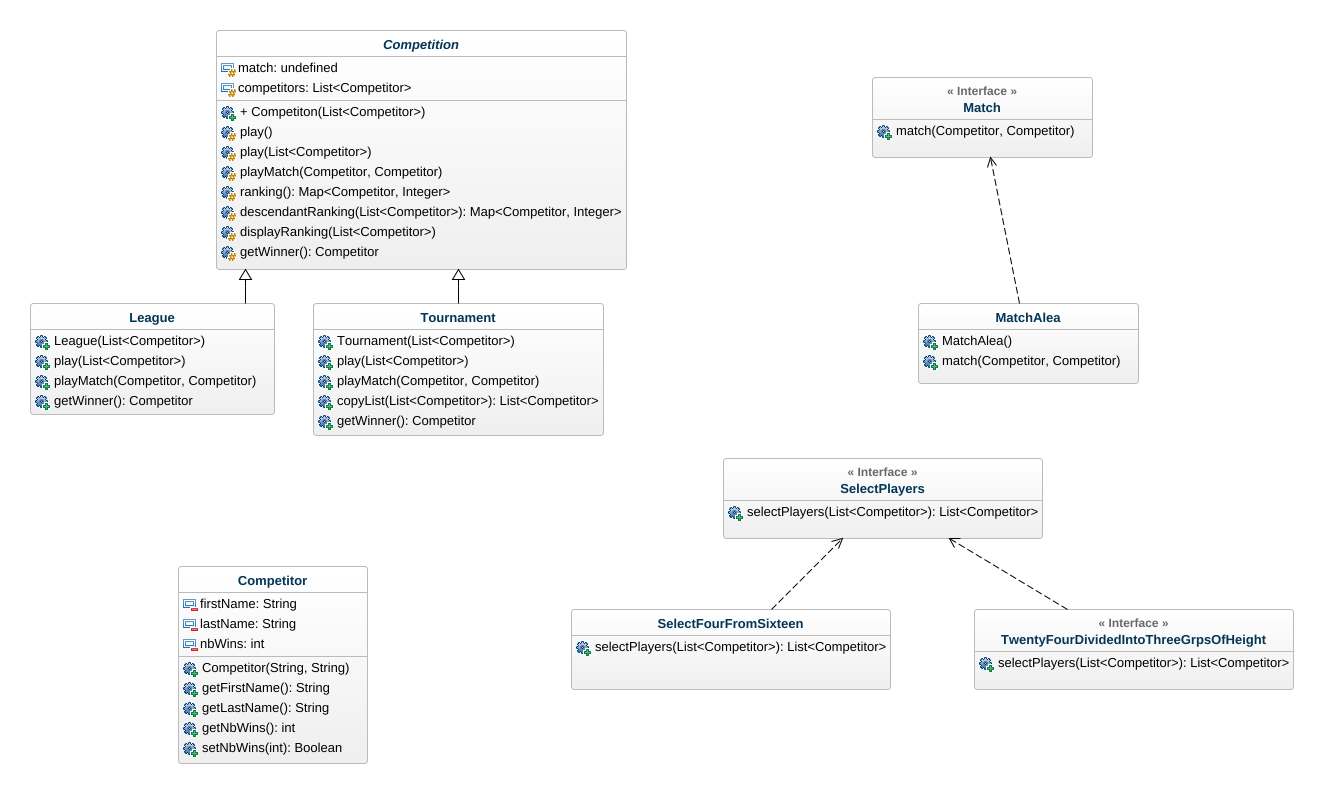 Competition
match: undefined
competitors: List<Competitor>
+ Competiton(List<Competitor>)
play()
play(List<Competitor>)
playMatch(Competitor, Competitor)
ranking(): Map<Competitor, Integer>
descendantRanking(List<Competitor>): Map<Competitor, Integer>
displayRanking(List<Competitor>)
getWinner(): Competitor
« Interface »
Match
match(Competitor, Competitor)
League
League(List<Competitor>)
play(List<Competitor>)
playMatch(Competitor, Competitor)
getWinner(): Competitor
Tournament
Tournament(List<Competitor>)
play(List<Competitor>)
playMatch(Competitor, Competitor)
copyList(List<Competitor>): List<Competitor>
getWinner(): Competitor
MatchAlea
MatchAlea()
match(Competitor, Competitor)
« Interface »
SelectPlayers
selectPlayers(List<Competitor>): List<Competitor>
Competitor
firstName: String
lastName: String
nbWins: int
Competitor(String, String)
getFirstName(): String
getLastName(): String
getNbWins(): int
setNbWins(int): Boolean
SelectFourFromSixteen
selectPlayers(List<Competitor>): List<Competitor>
« Interface »
TwentyFourDividedIntoThreeGrpsOfHeight
selectPlayers(List<Competitor>): List<Competitor>